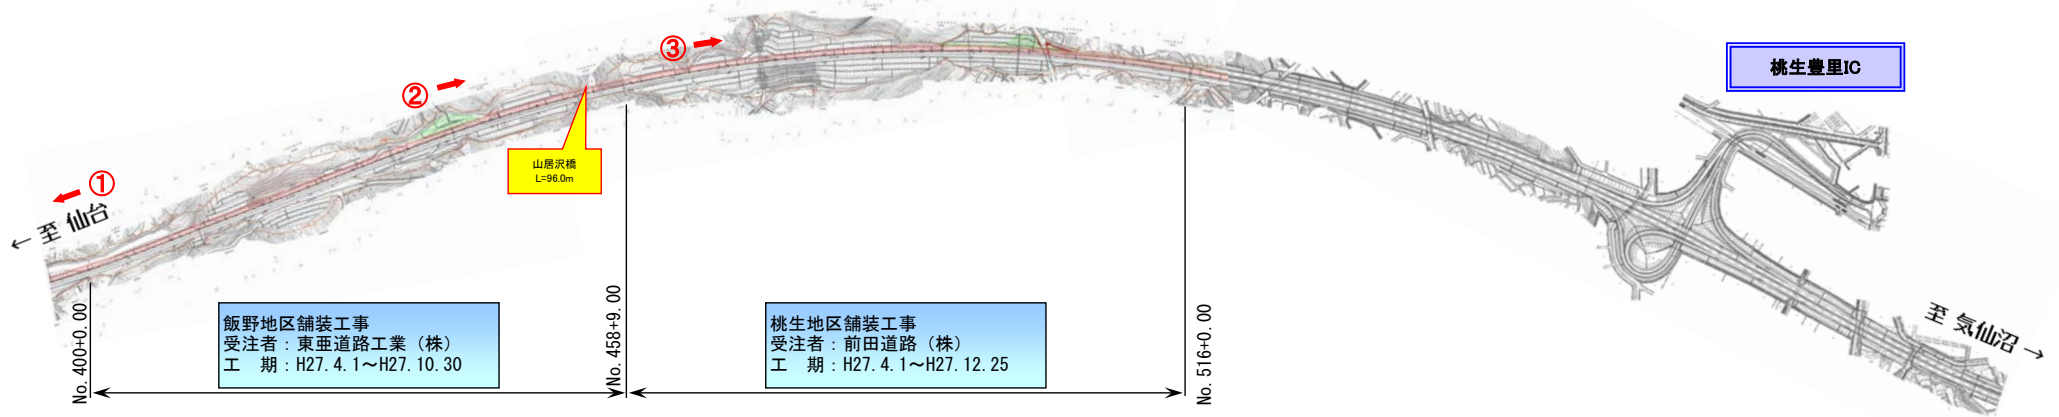 ①
← 至 仙台
②
③
山居沢橋
L=96.0m
桃生豊里IC
至 気仙沼 →
No. 400+0.00
飯野地区舗装工事
受注者：東亜道路工業（株）
工　期：H27.4.1～H27.10.30
No. 458+9.00
桃生地区舗装工事
受注者：前田道路（株）
工　期：H27.4.1～H27.12.25
No. 516+0.00